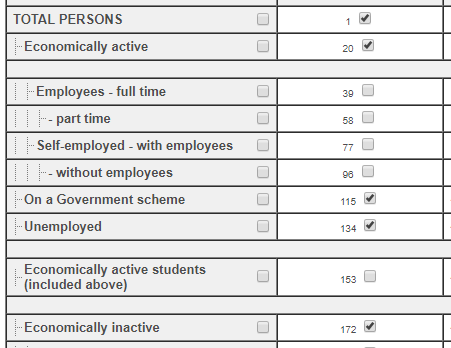 TOTAL PERSONS 1
Economically active 20
Employees - full time 39
- part time 58
Self-employed - with employees 77
- without employees 96
On a Government scheme 115
Unemployed 134
Economically active students
(included above) 153
Economically inactive 172